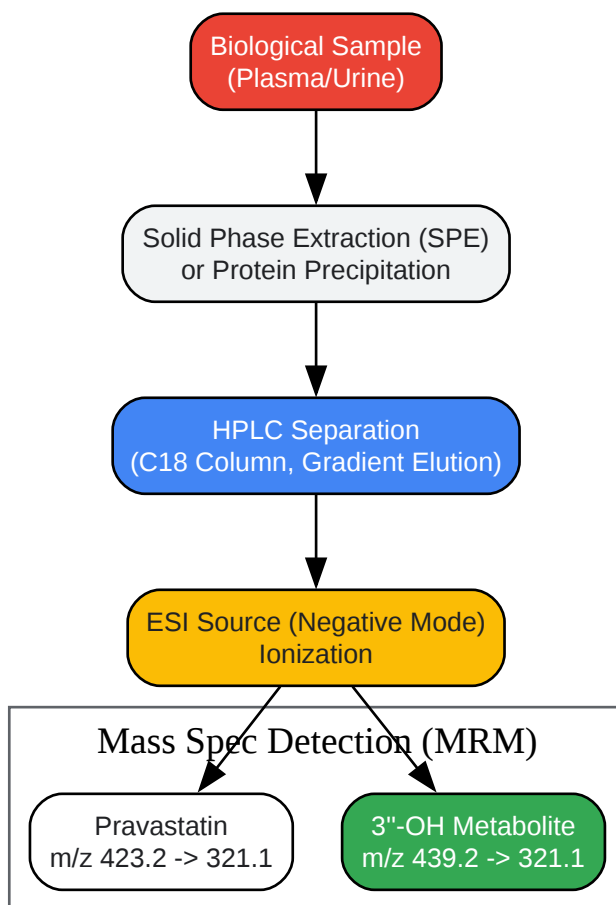 Biological Sample
(Plasma/Urine)
Solid Phase Extraction (SPE)
or Protein Precipitation
HPLC Separation
(C18 Column, Gradient Elution)
ESI Source (Negative Mode)
Ionization
Mass Spec Detection (MRM)
Pravastatin
m/z 423.2 -> 321.1
3"-OH Metabolite
m/z 439.2 -> 321.1